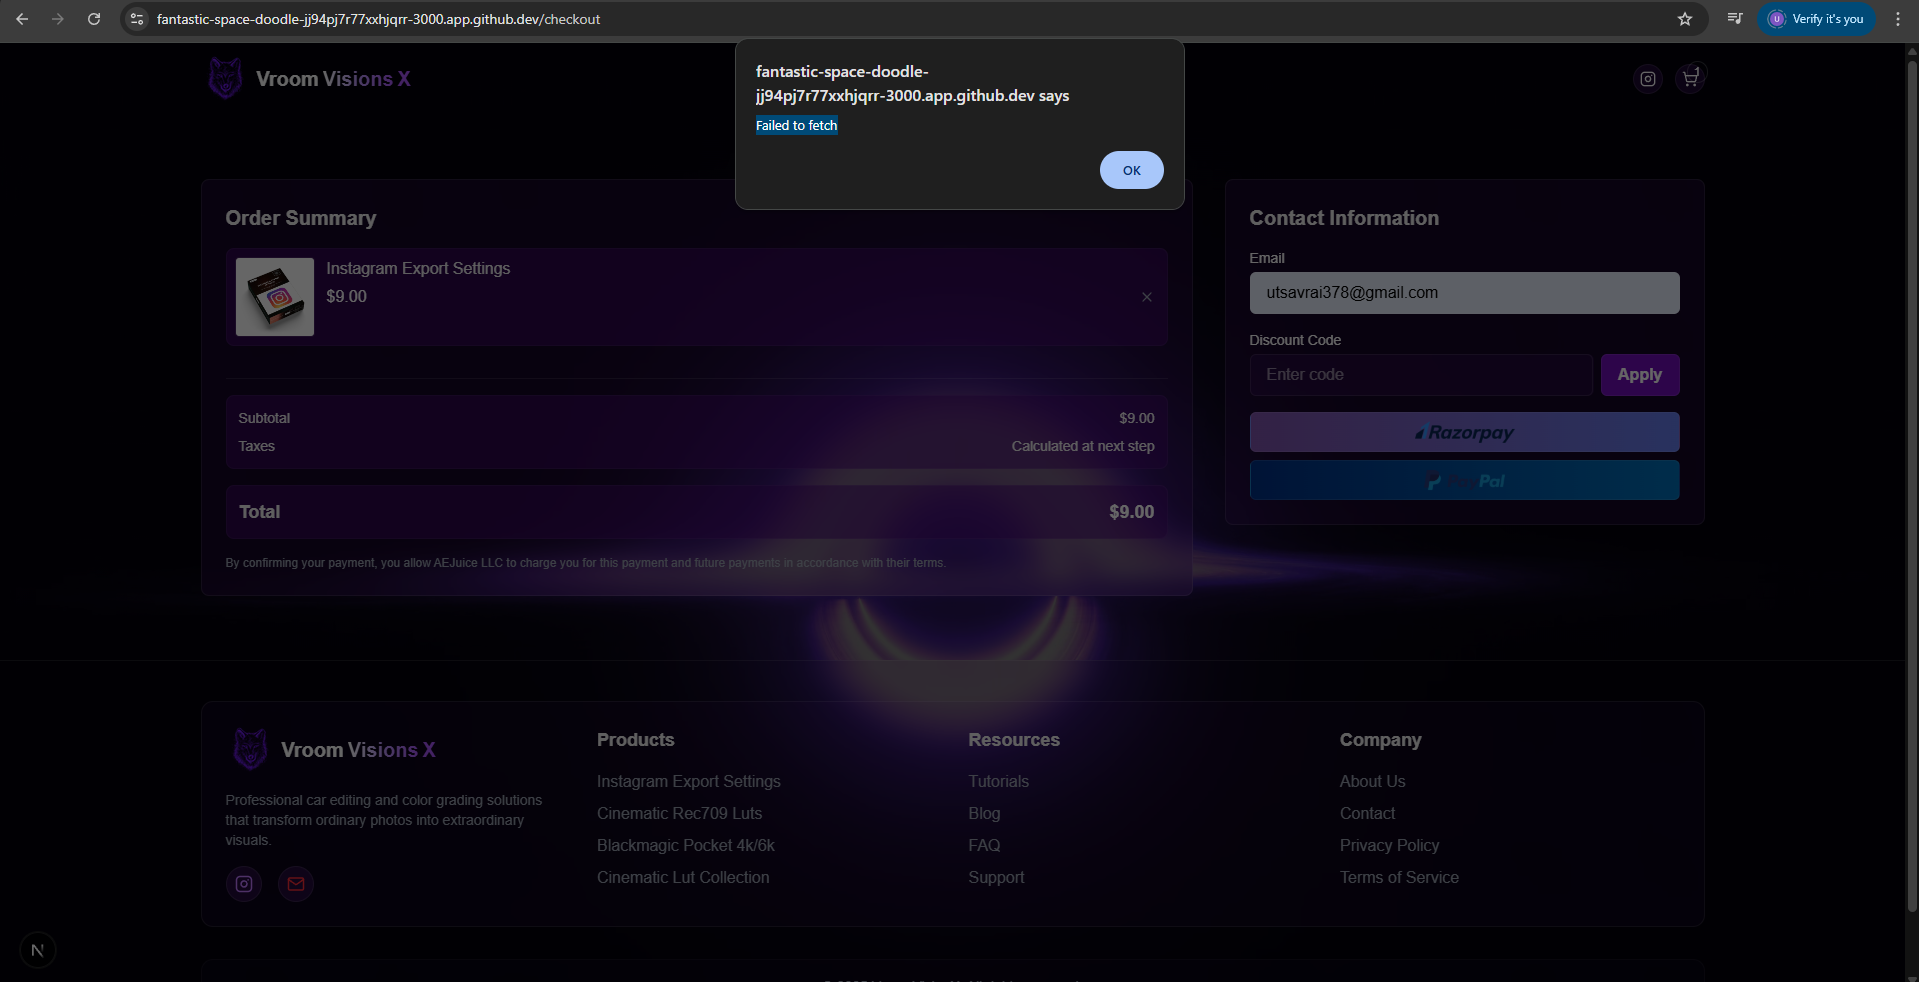 fantastic-space-doodle-jj94pj7r77xxhjqrr-3000.app.github.dev/checkout
U
Verify it's you
fantastic-space-doodle-
jj94pj7r77xxhjqrr-3000.app.github.dev says
Failed to fetch
OK
Vroom Visions X
1
Order Summary
Instagram Export Settings
$9.00
Subtotal
$9.00
Taxes
Calculated at next step
Total
$9.00
By confirming your payment, you allow AEJuice LLC to charge you for this payment and future payments in accordance with their terms.
Contact Information
Email
utsavrai378@gmail.com
Discount Code
Enter code
Apply
Razorpay
PayPal
Vroom Visions X
Professional car editing and color grading solutions
that transform ordinary photos into extraordinary
visuals.
Products
Instagram Export Settings
Cinematic Rec709 Luts
Blackmagic Pocket 4k/6k
Cinematic Lut Collection
Resources
Tutorials
Blog
FAQ
Support
Company
About Us
Contact
Privacy Policy
Terms of Service
N